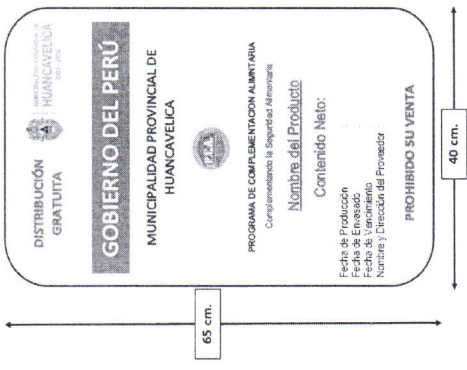 DISTRIBUCIÓN
GRATUITA
HUANCAVELICA
GOBIERNO DEL PERÚ
MUNICIPALIDAD PROVINCIAL DE
HUANCAVELICA
PROGRAMA DE COMPLEMENTACION ALIMNTARIA
Complementando la Seguridad Alimentaria
Nombre del Producto
Contenido Neto:
Fecha de Producción
Fecha de Envasado
Fecha de Vencimiento
Nombre y Dirección del Proveedor
PROHIBIDO SU VENTA
65 cm.
40 cm.